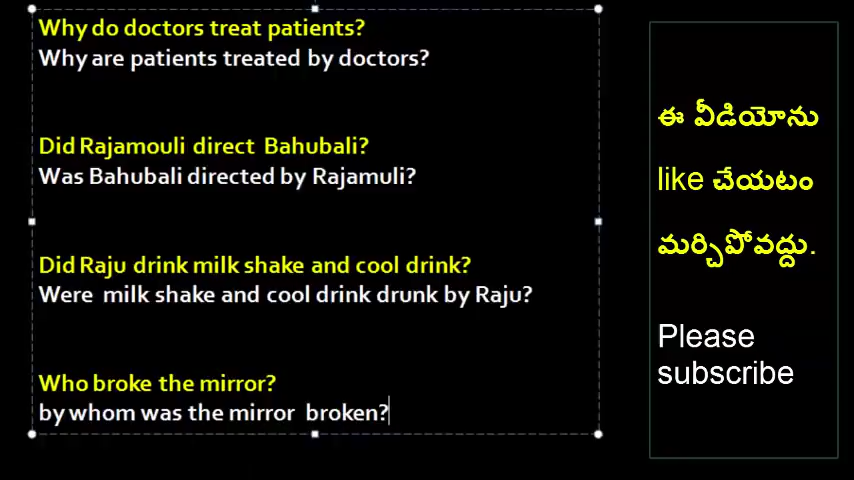 Why do doctors treat patients?
Why are patients treated by doctors?
Did Rajamouli direct Bahubali?
Was Bahubali directed by Rajamuli?
Did Raju drink milk shake and cool drink?
Were milk shake and cool drink drunk by Raju?
Who broke the mirror?
by whom was the mirror broken?
ఈ వీడియోను
like చేయటం
మర్చిపోవద్దు.
Please
subscribe